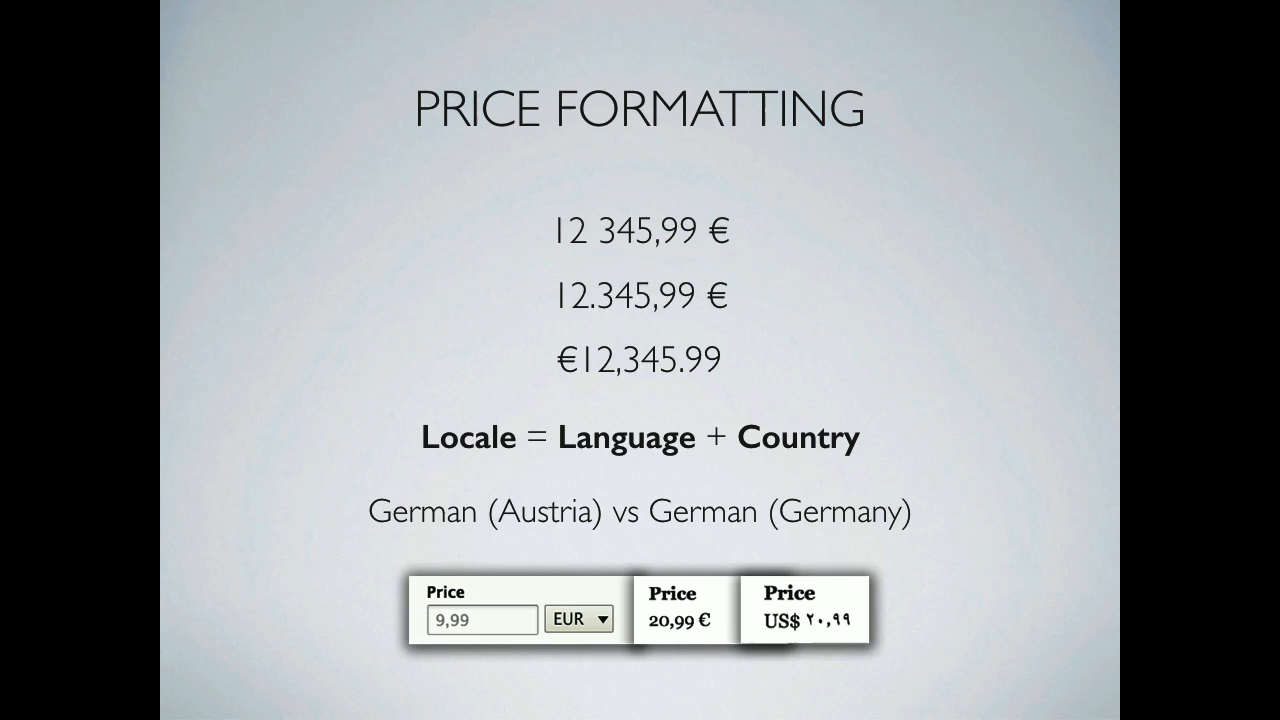 PRICE FORMATTING
12 345,99 €
12.345,99 €
€12,345.99
Locale = Language + Country
German (Austria) vs German (Germany)
Price
9,99 EUR
Price
20,99 €
Price
US$ ٢٠,٩٩